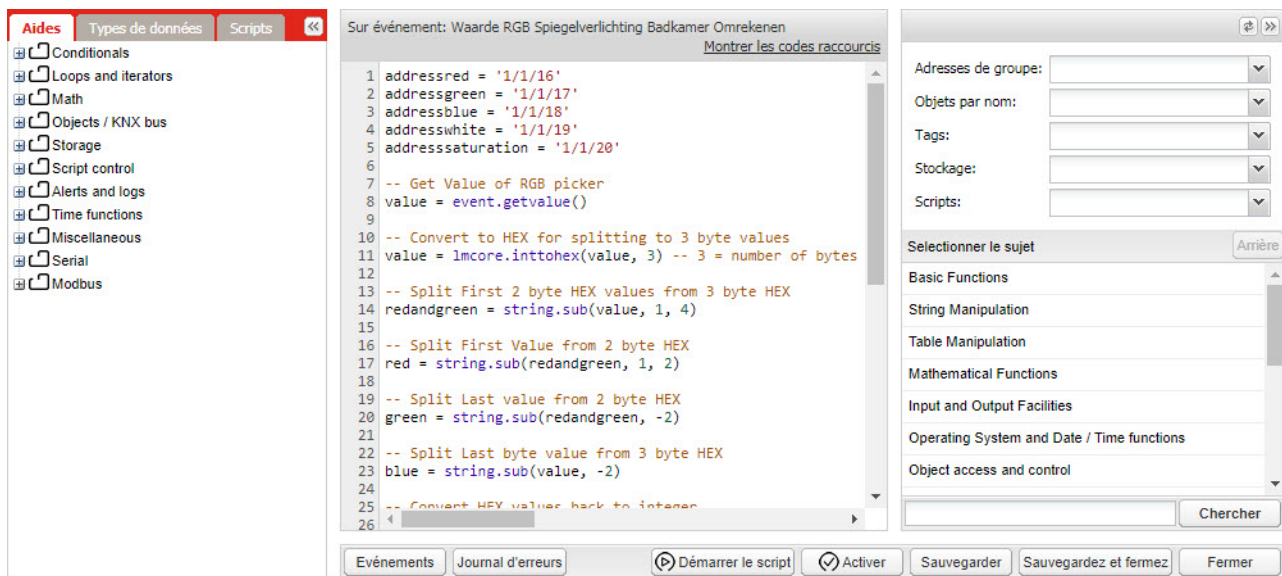 Aides Types de données Scripts
Conditionals
Loops and iterators
Math
Objects / KNX bus
Storage
Script control
Alerts and logs
Time functions
Miscellaneous
Serial
Modbus
Sur événement: Waarde RGB Spiegelverlichting Badkamer Omrekenen
Montrer les codes raccourcis
1 addressred = '1/1/16'
2 addressgreen = '1/1/17'
3 addressblue = '1/1/18'
4 addresswhite = '1/1/19'
5 addresssaturation = '1/1/20'
6
7 -- Get Value of RGB picker
8 value = event.getvalue()
9
10 -- Convert to HEX for splitting to 3 byte values
11 value = lmcore.inttohex(value, 3) -- 3 = number of bytes
12
13 -- Split First 2 byte HEX values from 3 byte HEX
14 redandgreen = string.sub(value, 1, 4)
15
16 -- Split First Value from 2 byte HEX
17 red = string.sub(redandgreen, 1, 2)
18
19 -- Split Last value from 2 byte HEX
20 green = string.sub(redandgreen, -2)
21
22 -- Split Last byte value from 3 byte HEX
23 blue = string.sub(value, -2)
24
25 -- Convert HEX values back to integer
26
Adresses de groupe:
Objets par nom:
Tags:
Stockage:
Scripts:
Selectionner le sujet Arrière
Basic Functions
String Manipulation
Table Manipulation
Mathematical Functions
Input and Output Facilities
Operating System and Date / Time functions
Object access and control
Chercher
Evénements Journal d'erreurs Démarrer le script Activer Sauvegarder Sauvegardez et fermez Fermer